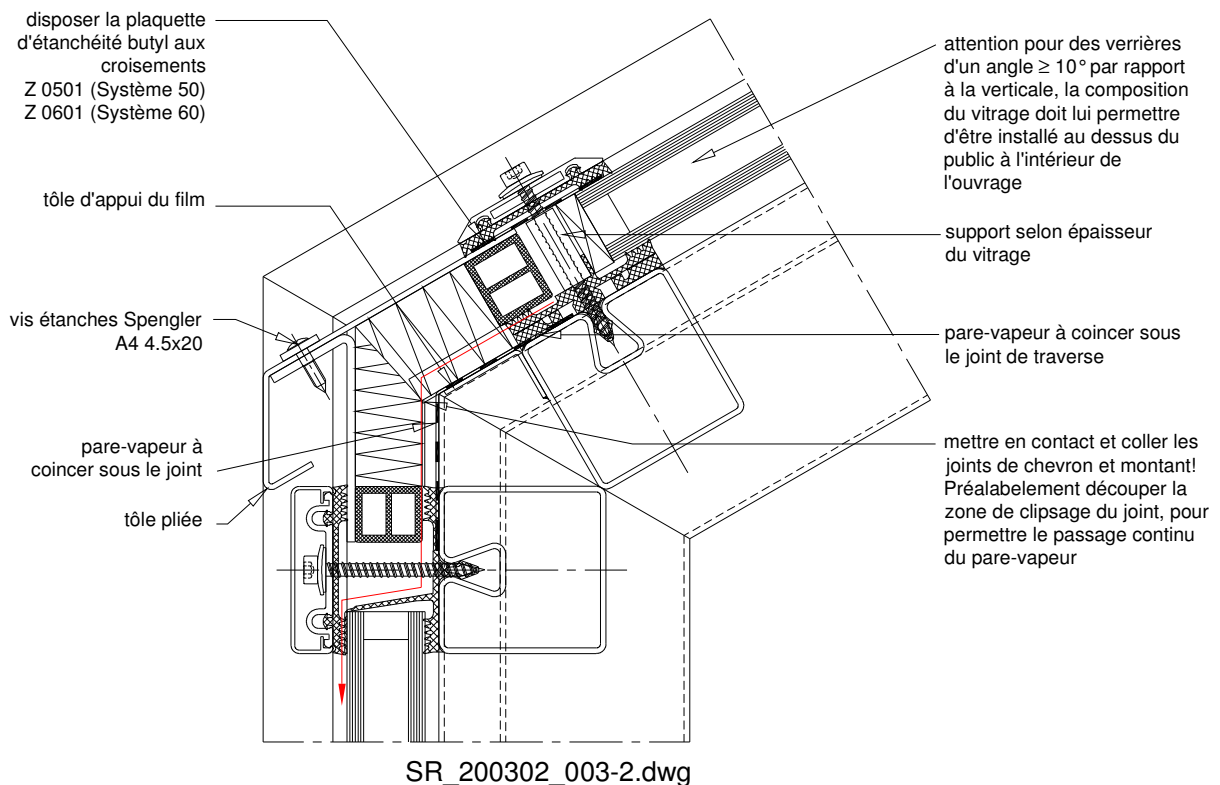 disposer la plaquette
d'étanchéité butyl aux
croisements
Z 0501 (Système 50)
Z 0601 (Système 60)
tôle d'appui du film
vis étanches Spengler
A4 4.5x20
pare-vapeur à
coincer sous le joint
tôle pliée
attention pour des verrières
d'un angle ≥ 10° par rapport
à la verticale, la composition
du vitrage doit lui permettre
d'être installé au dessus du
public à l'intérieur de
l'ouvrage
support selon épaisseur
du vitrage
pare-vapeur à coincer sous
le joint de traverse
mettre en contact et coller les
joints de chevron et montant!
Préalabelement découper la
zone de clipsage du joint, pour
permettre le passage continu
du pare-vapeur
SR_200302_003-2.dwg